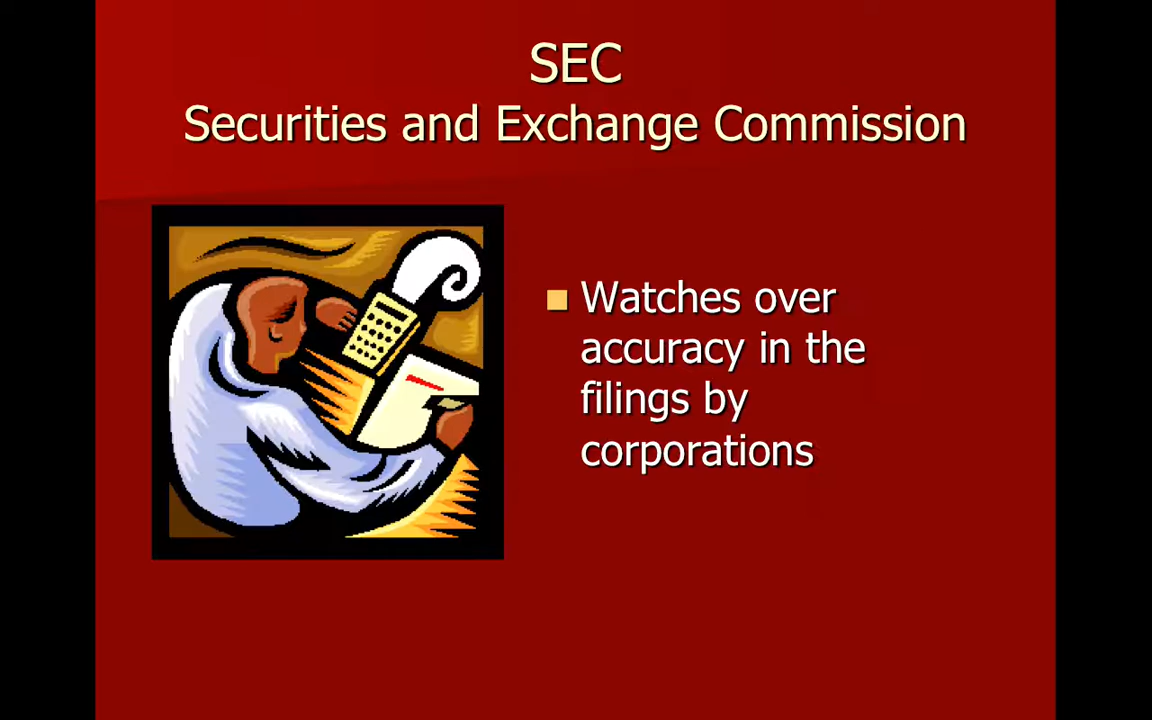 SEC
Securities and Exchange Commission
Watches over
accuracy in the
filings by
corporations